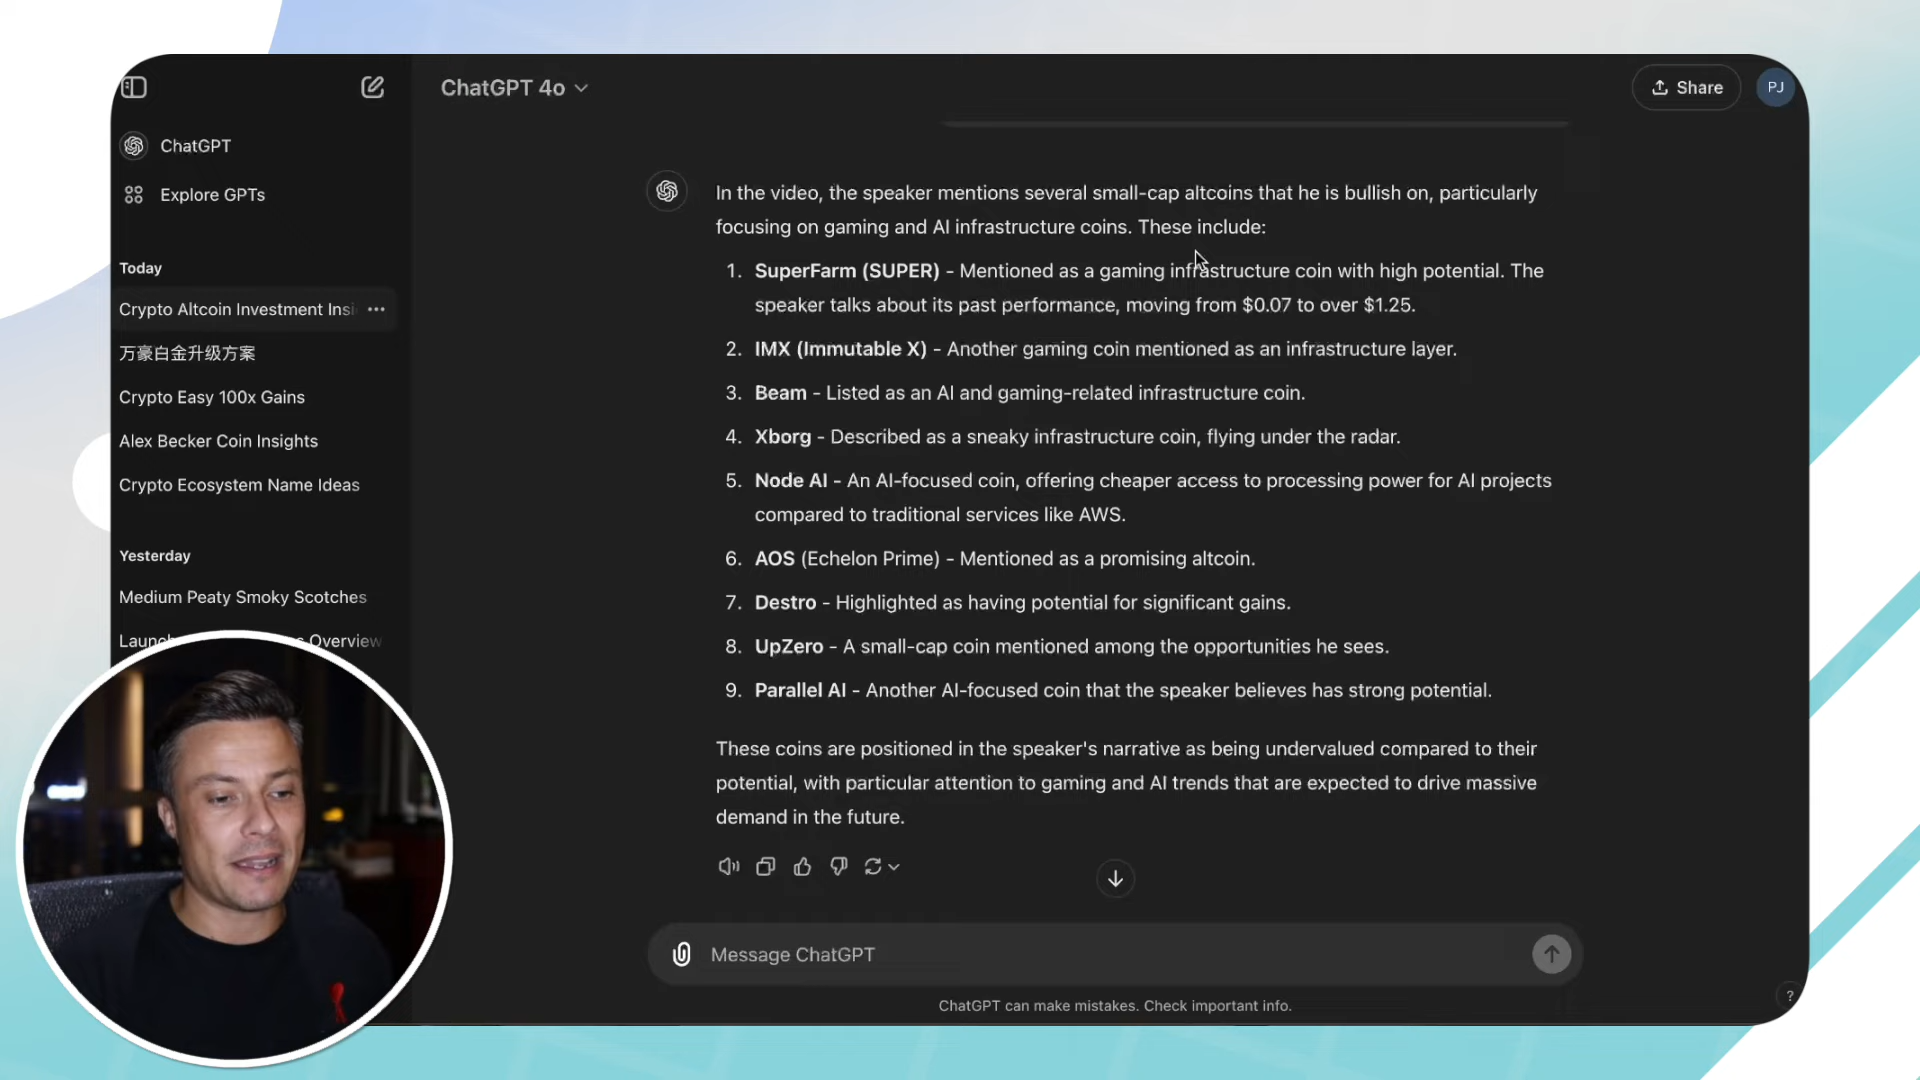 ChatGPT 4o
Share
PJ
ChatGPT
Explore GPTs
Today
Crypto Altcoin Investment Insi
万豪白金升级方案
Crypto Easy 100x Gains
Alex Becker Coin Insights
Crypto Ecosystem Name Ideas
Yesterday
Medium Peaty Smoky Scotches
Overview
In the video, the speaker mentions several small-cap altcoins that he is bullish on, particularly
focusing on gaming and AI infrastructure coins. These include:
1. SuperFarm (SUPER) - Mentioned as a gaming infrastructure coin with high potential. The
speaker talks about its past performance, moving from $0.07 to over $1.25.
2. IMX (Immutable X) - Another gaming coin mentioned as an infrastructure layer.
3. Beam - Listed as an AI and gaming-related infrastructure coin.
4. Xborg - Described as a sneaky infrastructure coin, flying under the radar.
5. Node AI - An AI-focused coin, offering cheaper access to processing power for AI projects
compared to traditional services like AWS.
6. AOS (Echelon Prime) - Mentioned as a promising altcoin.
7. Destro - Highlighted as having potential for significant gains.
8. UpZero - A small-cap coin mentioned among the opportunities he sees.
9. Parallel AI - Another AI-focused coin that the speaker believes has strong potential.
These coins are positioned in the speaker's narrative as being undervalued compared to their
potential, with particular attention to gaming and AI trends that are expected to drive massive
demand in the future.
Message ChatGPT
ChatGPT can make mistakes. Check important info.
?